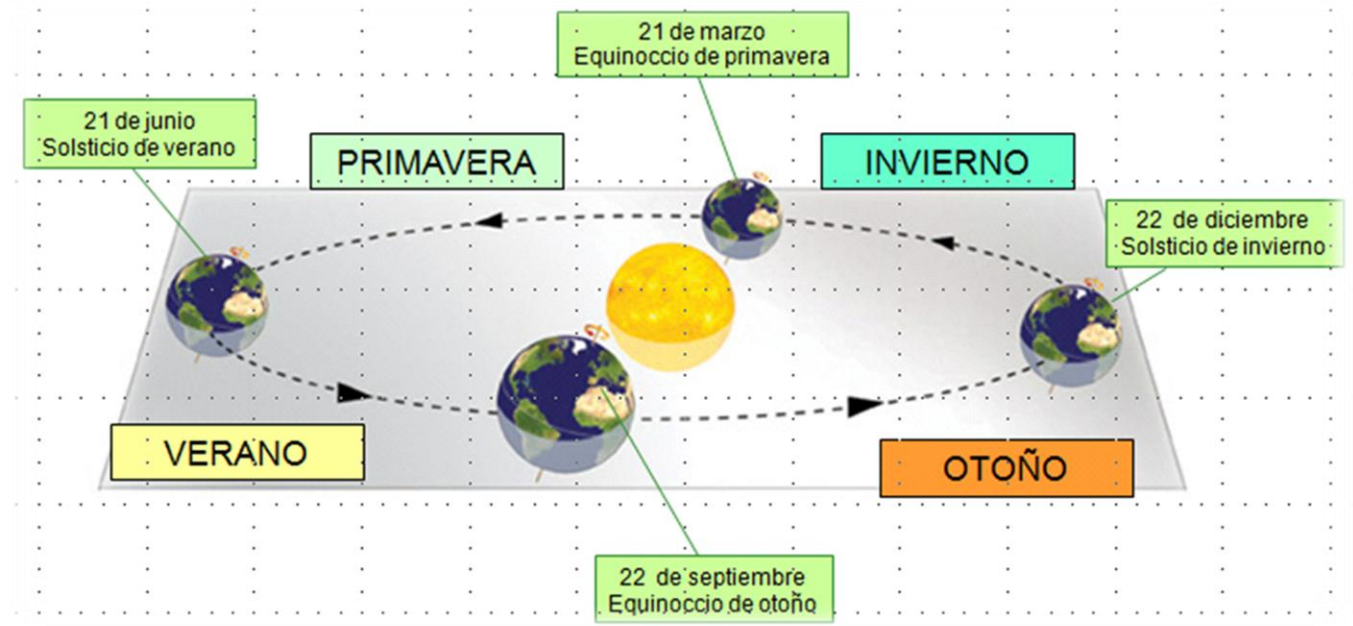 21 de marzo
Equinoccio de primavera
21 de junio
Solsticio de verano
PRIMAVERA
INVIERNO
22 de diciembre
Solsticio de invierno
VERANO
OTOÑO
22 de septiembre
Equinoccio de otoño